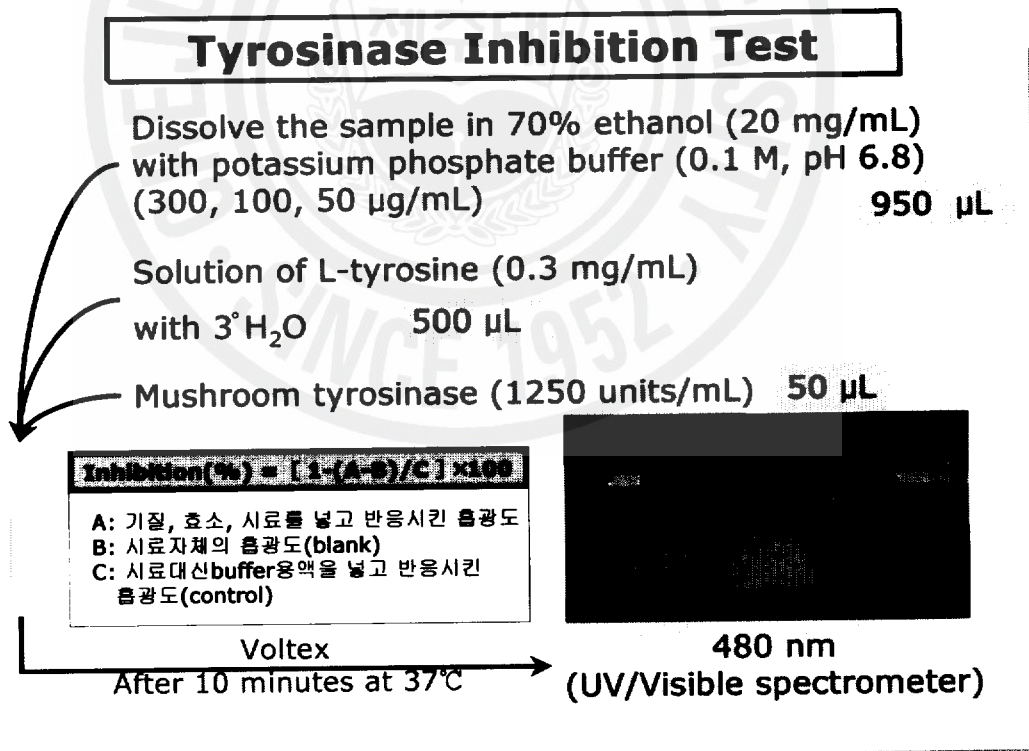 Tyrosinase Inhibition Test
Dissolve the sample in 70% ethanol (20 mg/mL)
with potassium phosphate buffer (0.1 M, pH 6.8)
(300, 100, 50 μg/mL) 950 μL
Solution of L-tyrosine (0.3 mg/mL)
with 3°H₂O 500 μL
Mushroom tyrosinase (1250 units/mL) 50 μL
Inhibition(%) = [ 1-(A-B)/C ] ×100
A: 기질, 효소, 시료를 넣고 반응시킨 흡광도
B: 시료자체의 흡광도(blank)
C: 시료대신buffer용액을 넣고 반응시킨
흡광도(control)
Voltex
After 10 minutes at 37℃
480 nm
(UV/Visible spectrometer)
SINCE 1952